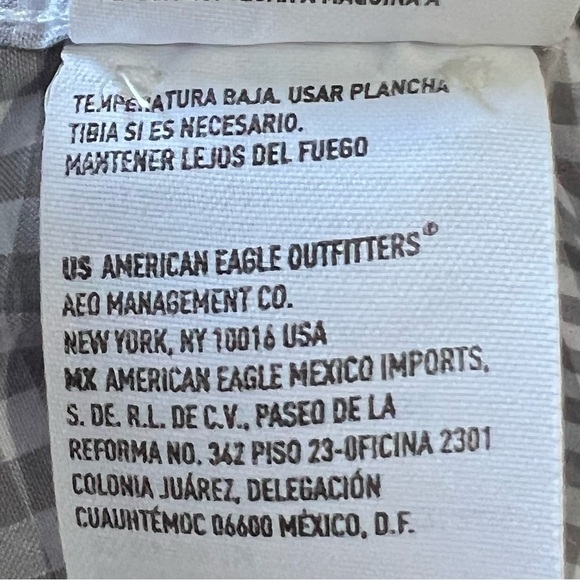 TEMPERATURA BAJA. USAR PLANCHA
TIBIA SI ES NECESARIO.
MANTENER LEJOS DEL FUEGO
US AMERICAN EAGLE OUTFITTERS®
AEO MANAGEMENT CO.
NEW YORK, NY 10016 USA
MX AMERICAN EAGLE MEXICO IMPORTS,
S. DE. R.L. DE C.V., PASEO DE LA
REFORMA NO. 342 PISO 23-OFICINA 2301
COLONIA JUÁREZ, DELEGACIÓN
CUAUHTÉMOC 06600 MÉXICO, D.F.